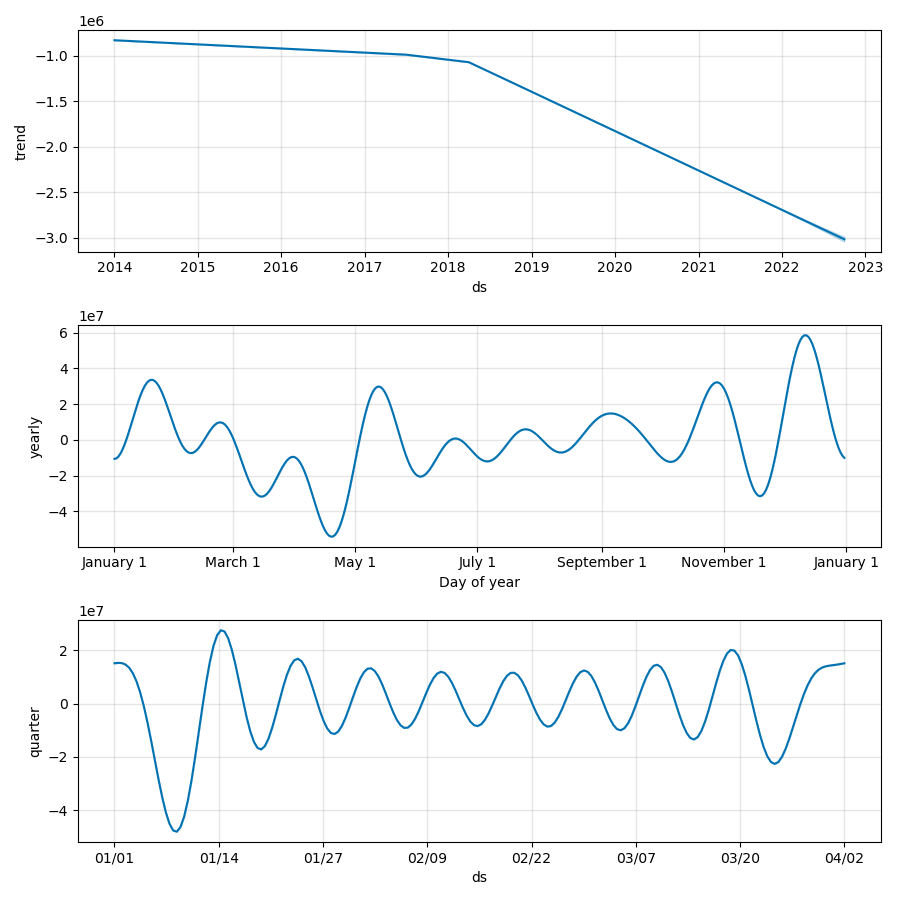 1e6
−1.0
−1.5
−2.0
−2.5
−3.0
trend
2014 2015 2016 2017 2018 2019 2020 2021 2022 2023
ds
1e7
6
4
2
0
−2
−4
yearly
January 1 March 1 May 1 July 1 September 1 November 1 January 1
Day of year
1e7
2
0
−2
−4
quarter
01/01 01/14 01/27 02/09 02/22 03/07 03/20 04/02
ds